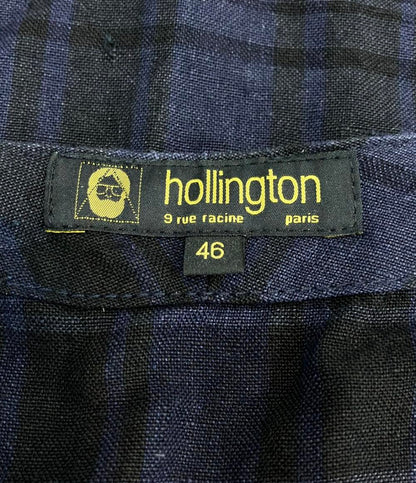 hollington
9 rue racine paris
46